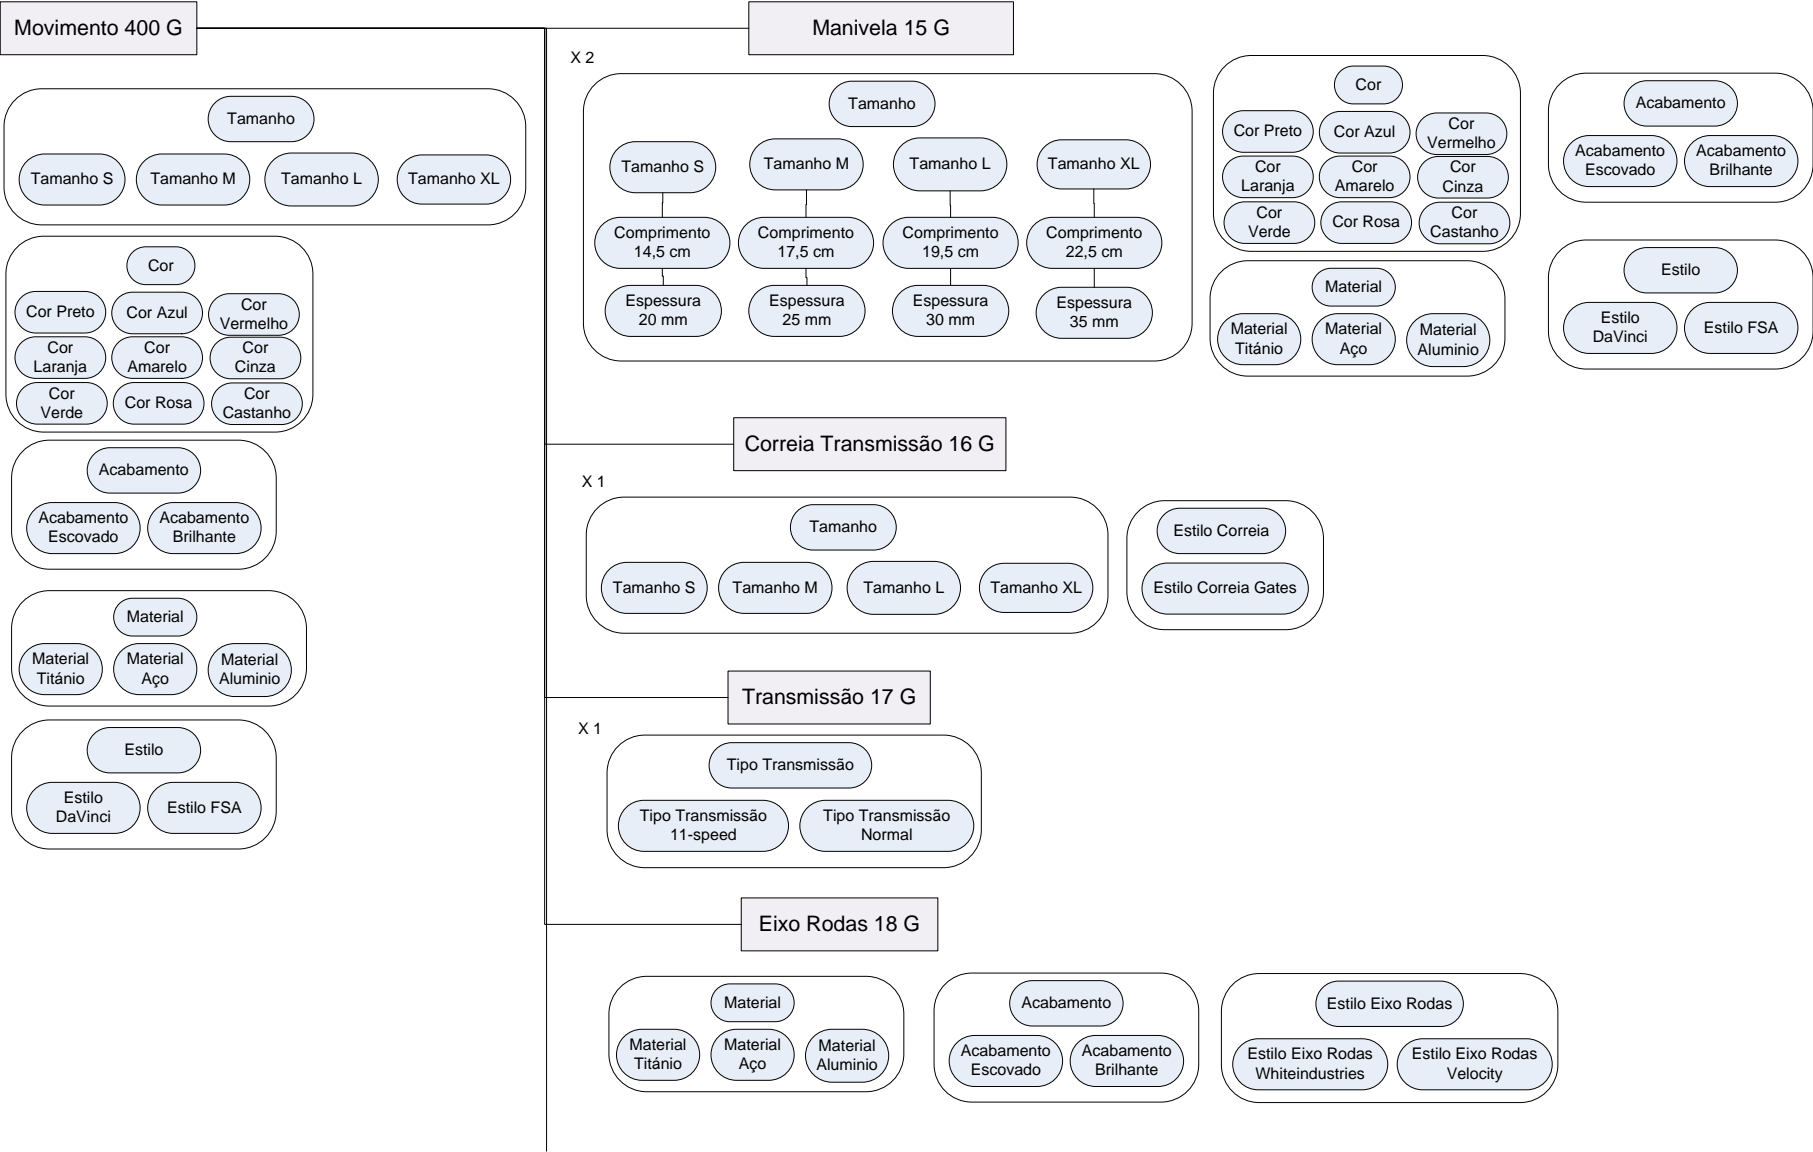 Movimento 400 G
Tamanho
Tamanho S
Tamanho M
Tamanho L
Tamanho XL
Cor
Cor Preto
Cor Azul
Cor
Vermelho
Cor
Laranja
Cor
Amarelo
Cor
Cinza
Cor
Verde
Cor Rosa
Cor
Castanho
Acabamento
Acabamento
Escovado
Acabamento
Brilhante
Material
Material
Titánio
Material
Aço
Material
Aluminio
Estilo
Estilo
DaVinci
Estilo FSA
Manivela 15 G
X 2
Tamanho
Tamanho S
Tamanho M
Tamanho L
Tamanho XL
Comprimento
14,5 cm
Comprimento
17,5 cm
Comprimento
19,5 cm
Comprimento
22,5 cm
Espessura
20 mm
Espessura
25 mm
Espessura
30 mm
Espessura
35 mm
Cor
Cor Preto
Cor Azul
Cor
Vermelho
Cor
Laranja
Cor
Amarelo
Cor
Cinza
Cor
Verde
Cor Rosa
Cor
Castanho
Material
Material
Titánio
Material
Aço
Material
Aluminio
Acabamento
Acabamento
Escovado
Acabamento
Brilhante
Estilo
Estilo
DaVinci
Estilo FSA
Correia Transmissão 16 G
X 1
Tamanho
Tamanho S
Tamanho M
Tamanho L
Tamanho XL
Estilo Correia
Estilo Correia Gates
Transmissão 17 G
X 1
Tipo Transmissão
Tipo Transmissão
11-speed
Tipo Transmissão
Normal
Eixo Rodas 18 G
Material
Material
Titánio
Material
Aço
Material
Aluminio
Acabamento
Acabamento
Escovado
Acabamento
Brilhante
Estilo Eixo Rodas
Estilo Eixo Rodas
Whiteindustries
Estilo Eixo Rodas
Velocity